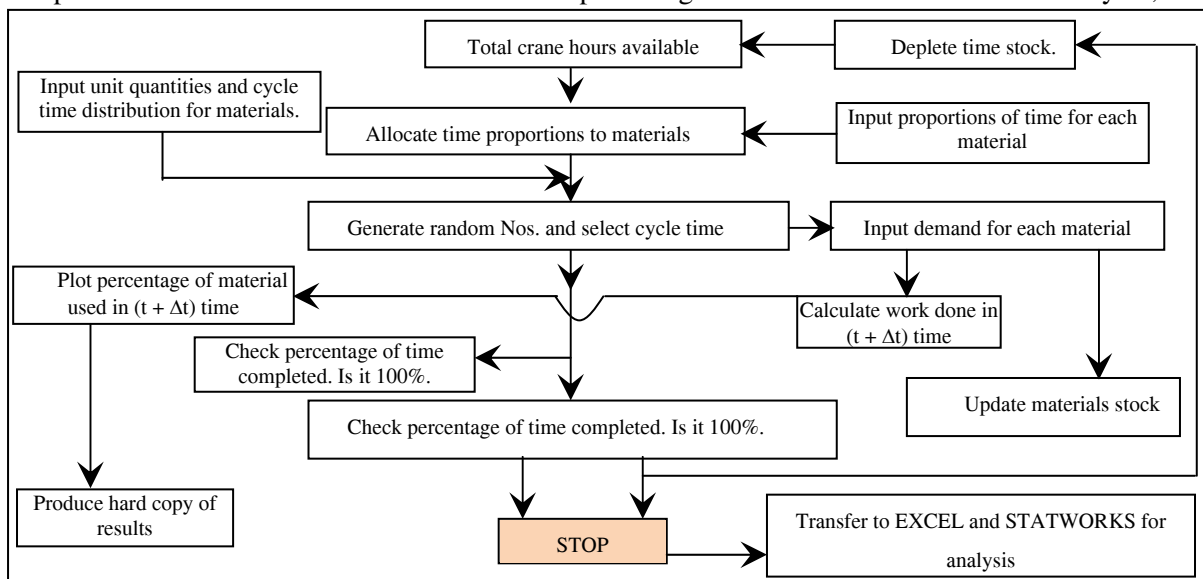 Total crane hours available
Deplete time stock.
Input unit quantities and cycle
time distribution for materials.
Allocate time proportions to materials
Input proportions of time for each
material
Generate random Nos. and select cycle time
Input demand for each material
Plot percentage of material
used in (t + Δt) time
Calculate work done in
(t + Δt) time
Check percentage of time
completed. Is it 100%.
Update materials stock
Check percentage of time completed. Is it 100%.
Produce hard copy of
results
STOP
Transfer to EXCEL and STATWORKS for
analysis